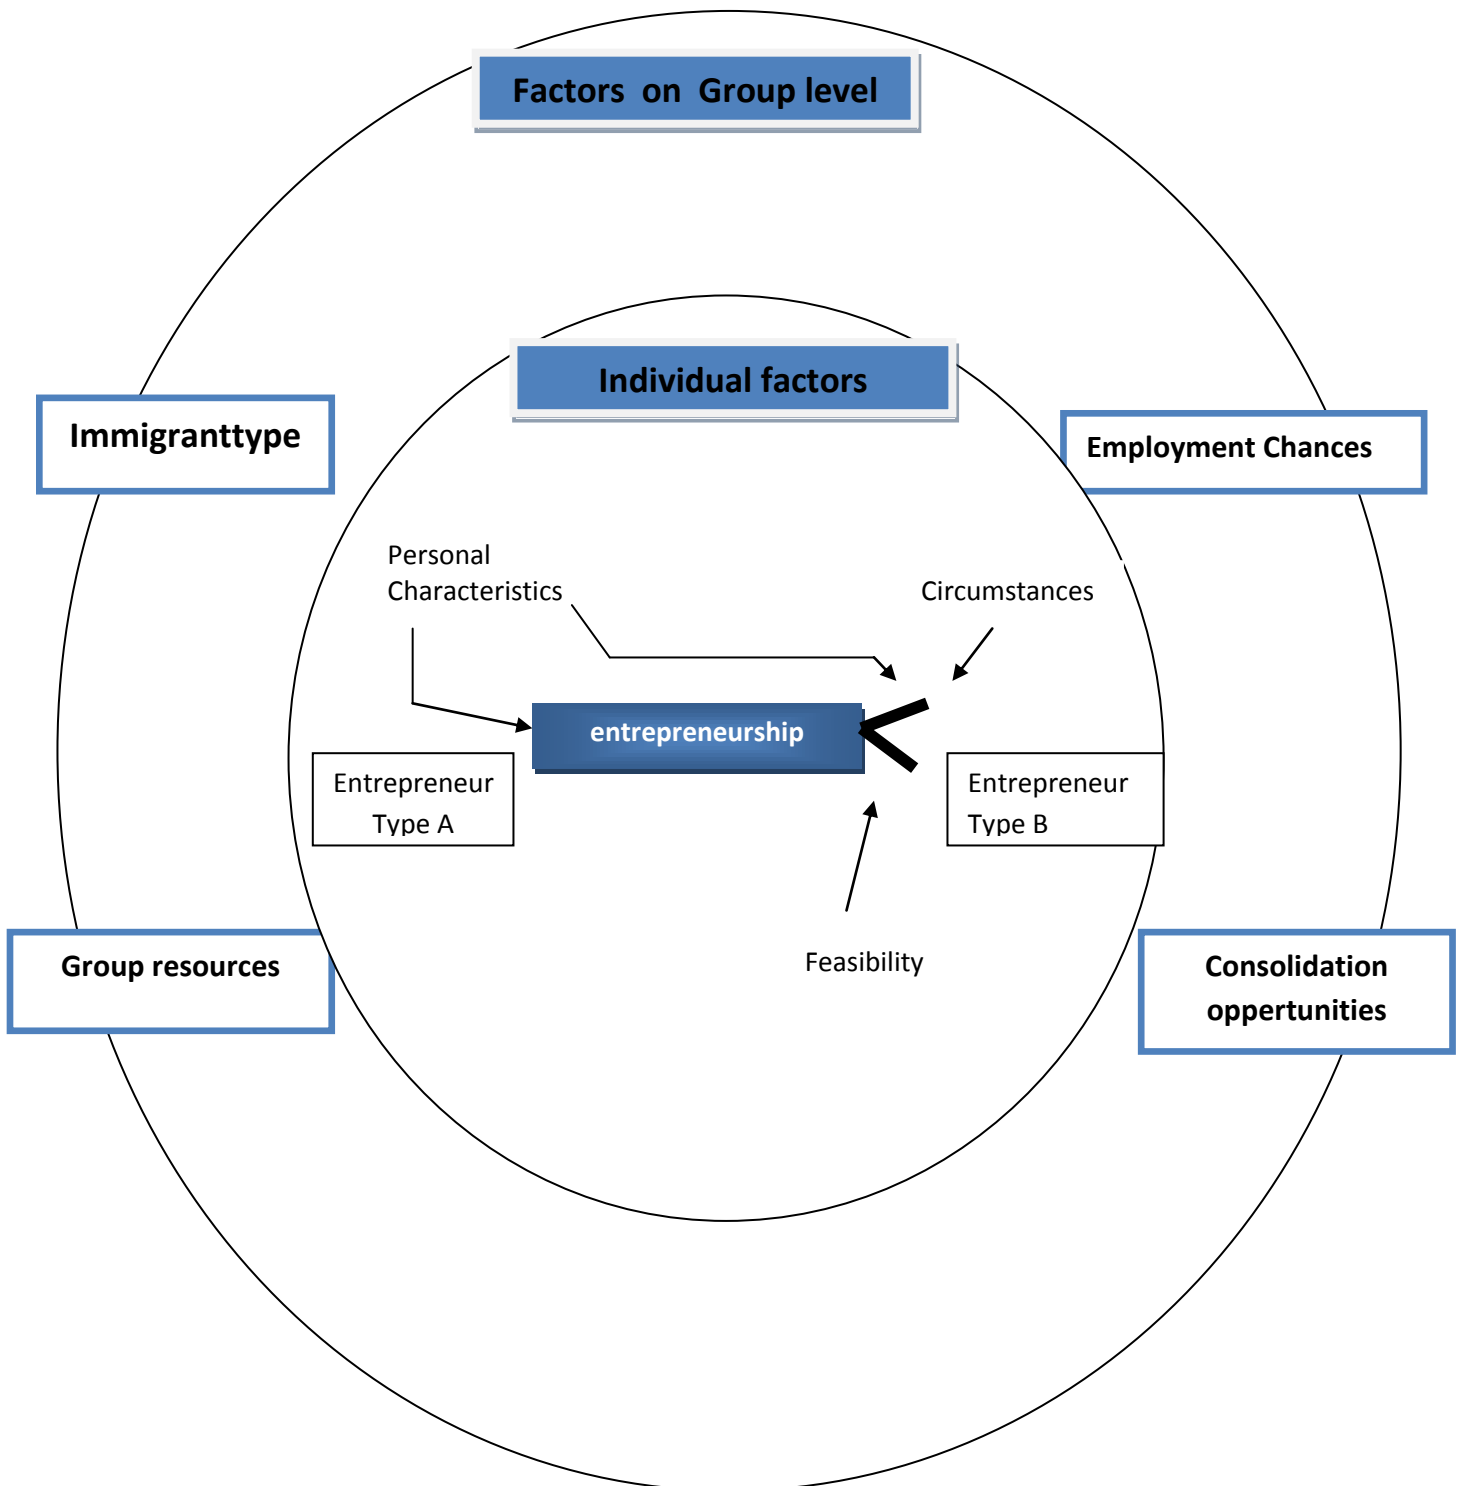 Factors on Group level
Individual factors
Immigranttype
Employment Chances
Personal
Characteristics
Circumstances
entrepreneurship
Entrepreneur
Type A
Entrepreneur
Type B
Feasibility
Group resources
Consolidation
oppertunities